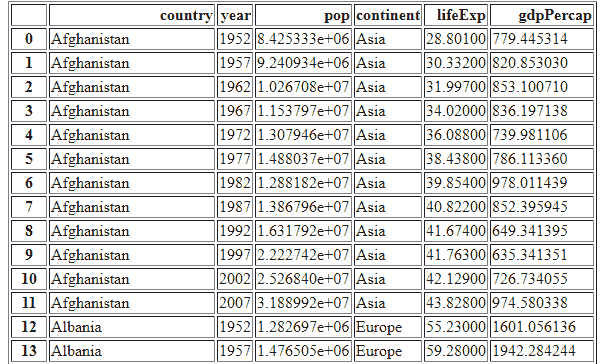 country year pop continent lifeExp gdpPercap
0 Afghanistan 1952 8.425333e+06 Asia 28.80100 779.445314
1 Afghanistan 1957 9.240934e+06 Asia 30.33200 820.853030
2 Afghanistan 1962 1.026708e+07 Asia 31.99700 853.100710
3 Afghanistan 1967 1.153797e+07 Asia 34.02000 836.197138
4 Afghanistan 1972 1.307946e+07 Asia 36.08800 739.981106
5 Afghanistan 1977 1.488037e+07 Asia 38.43800 786.113360
6 Afghanistan 1982 1.288182e+07 Asia 39.85400 978.011439
7 Afghanistan 1987 1.386796e+07 Asia 40.82200 852.395945
8 Afghanistan 1992 1.631792e+07 Asia 41.67400 649.341395
9 Afghanistan 1997 2.222742e+07 Asia 41.76300 635.341351
10 Afghanistan 2002 2.526840e+07 Asia 42.12900 726.734055
11 Afghanistan 2007 3.188992e+07 Asia 43.82800 974.580338
12 Albania 1952 1.282697e+06 Europe 55.23000 1601.056136
13 Albania 1957 1.476505e+06 Europe 59.28000 1942.284244